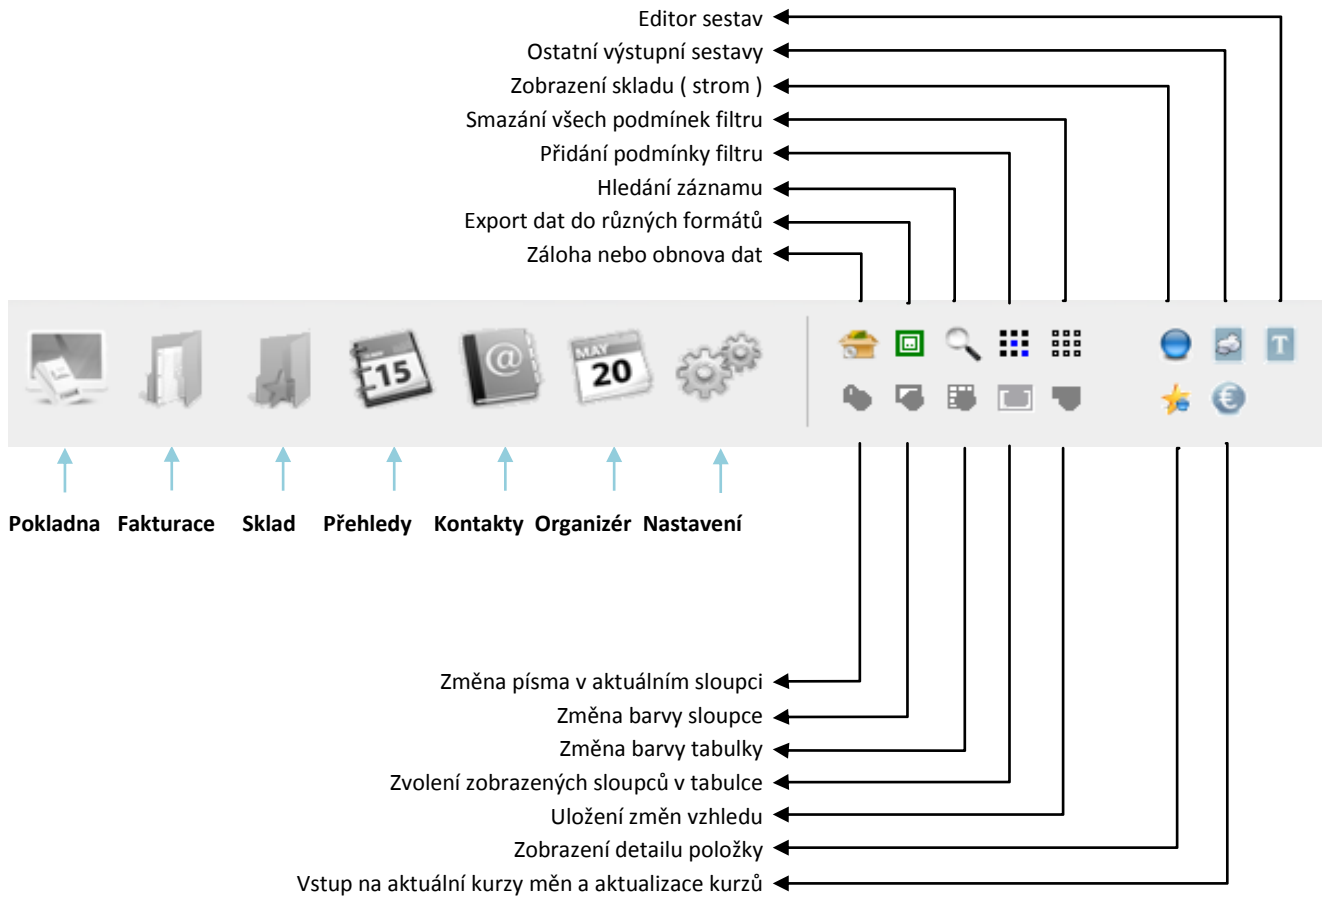 Editor sestav
Ostatní výstupní sestavy
Zobrazení skladu ( strom )
Smazání všech podmínek filtru
Přidání podmínky filtru
Hledání záznamu
Export dat do různých formátů
Záloha nebo obnova dat
15
@
MAY
20
T
€
Pokladna Fakturace Sklad Přehledy Kontakty Organizér Nastavení
Změna písma v aktuálním sloupci
Změna barvy sloupce
Změna barvy tabulky
Zvolení zobrazených sloupců v tabulce
Uložení změn vzhledu
Zobrazení detailu položky
Vstup na aktuální kurzy měn a aktualizace kurzů